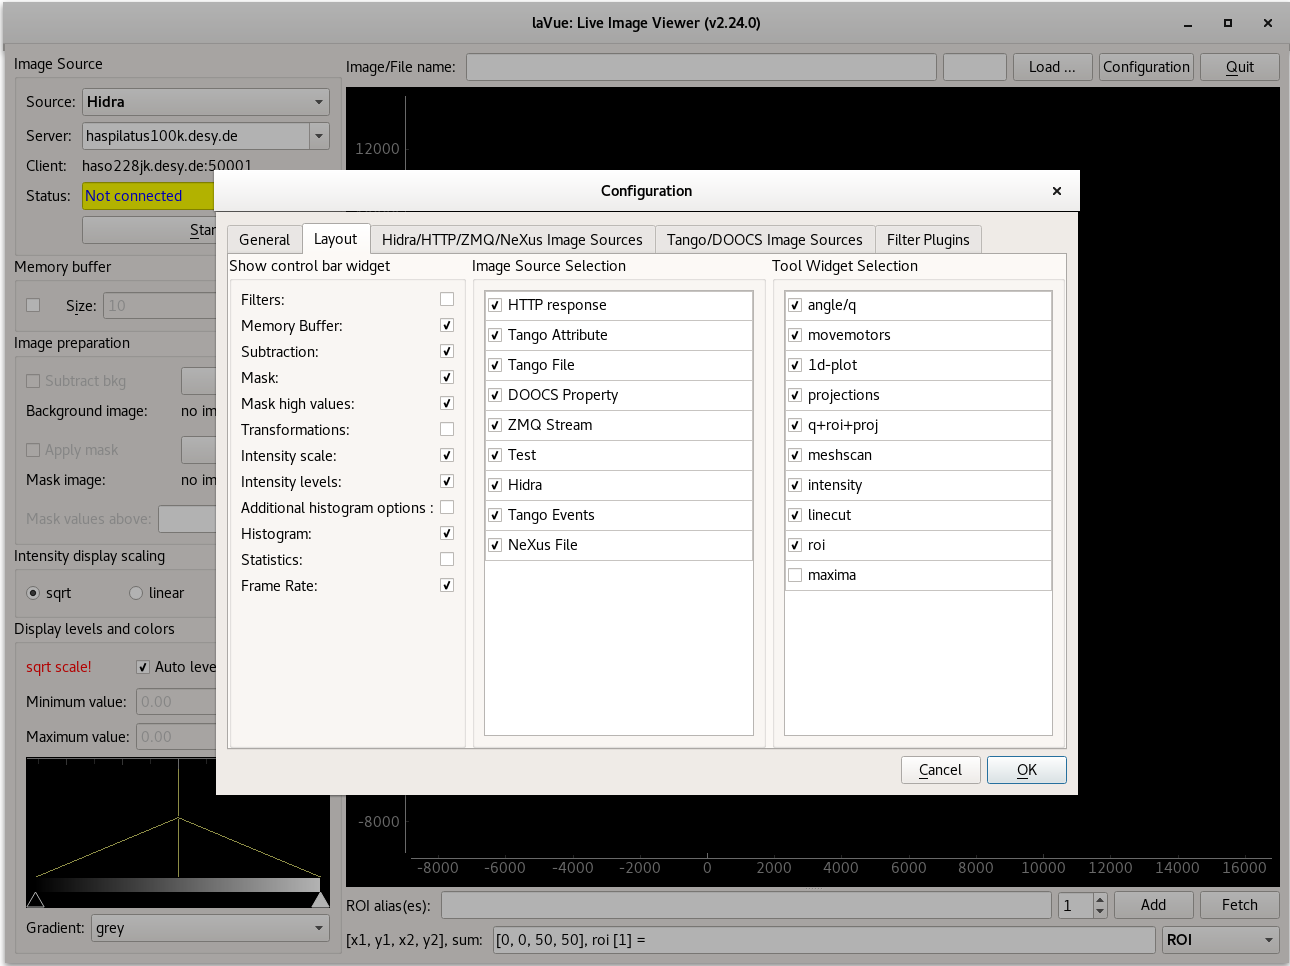 laVue: Live Image Viewer (v2.24.0)
Image Source
Image/File name:
Load ...
Configuration
Quit
Source:
Hidra
Server:
haspilatus100k.desy.de
Client:
haso228jk.desy.de:50001
Status:
Not connected
Memory buffer
Size:
10
Image preparation
Subtract bkg
Background image:
Apply mask
Mask image:
Mask values above:
Intensity display scaling
sqrt
linear
Display levels and colors
sqrt scale!
Minimum value:
0.00
Maximum value:
0.00
Gradient:
grey
12000
Configuration
General
Layout
Hidra/HTTP/ZMQ/NeXus Image Sources
Tango/DOOCS Image Sources
Filter Plugins
Show control bar widget
Filters:
Memory Buffer:
Subtraction:
Mask:
Mask high values:
Transformations:
Intensity scale:
Intensity levels:
Additional histogram options :
Histogram:
Statistics:
Frame Rate:
Image Source Selection
HTTP response
Tango Attribute
Tango File
DOOCS Property
ZMQ Stream
Test
Hidra
Tango Events
NeXus File
Tool Widget Selection
angle/q
movemotors
1d-plot
projections
q+roi+proj
meshscan
intensity
linecut
roi
maxima
Cancel
OK
-8000
-8000 -6000 -4000 -2000 0 2000 4000 6000 8000 10000 12000 14000 16000
ROI alias(es):
1
Add
Fetch
[x1, y1, x2, y2], sum:
[0, 0, 50, 50], roi [1] =
ROI